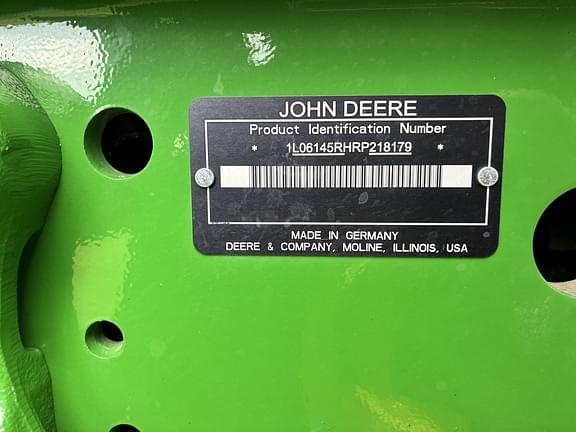 JOHN DEERE
Product Identification Number
* 1L06145RHRP218179 *
MADE IN GERMANY
DEERE & COMPANY, MOLINE, ILLINOIS, USA